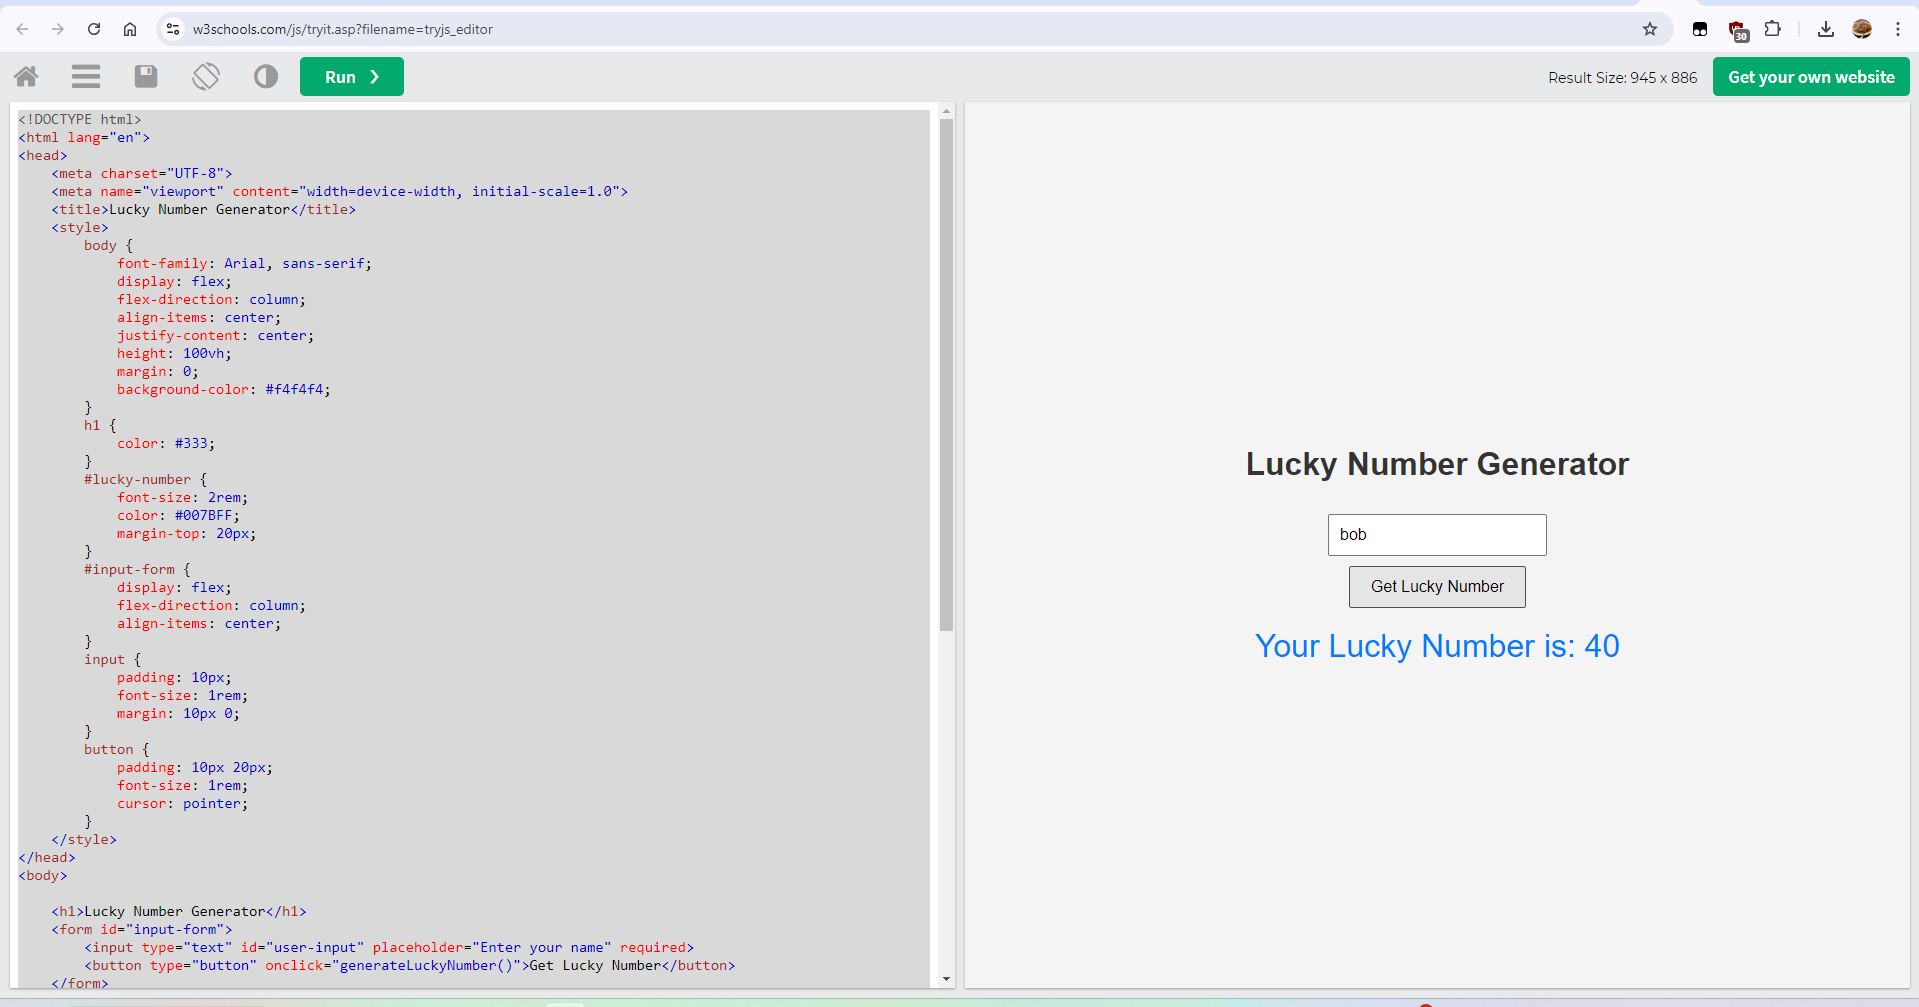 w3schools.com/js/tryit.asp?filename=tryjs_editor
30
Run ❯
Result Size: 945 x 886
Get your own website
<!DOCTYPE html>
<html lang="en">
<head>
    <meta charset="UTF-8">
    <meta name="viewport" content="width=device-width, initial-scale=1.0">
    <title>Lucky Number Generator</title>
    <style>
        body {
            font-family: Arial, sans-serif;
            display: flex;
            flex-direction: column;
            align-items: center;
            justify-content: center;
            height: 100vh;
            margin: 0;
            background-color: #f4f4f4;
        }
        h1 {
            color: #333;
        }
        #lucky-number {
            font-size: 2rem;
            color: #007BFF;
            margin-top: 20px;
        }
        #input-form {
            display: flex;
            flex-direction: column;
            align-items: center;
        }
        input {
            padding: 10px;
            font-size: 1rem;
            margin: 10px 0;
        }
        button {
            padding: 10px 20px;
            font-size: 1rem;
            cursor: pointer;
        }
    </style>
</head>
<body>
    <h1>Lucky Number Generator</h1>
    <form id="input-form">
        <input type="text" id="user-input" placeholder="Enter your name" required>
        <button type="button" onclick="generateLuckyNumber()">Get Lucky Number</button>
    </form>
Lucky Number Generator
bob
Get Lucky Number
Your Lucky Number is: 40